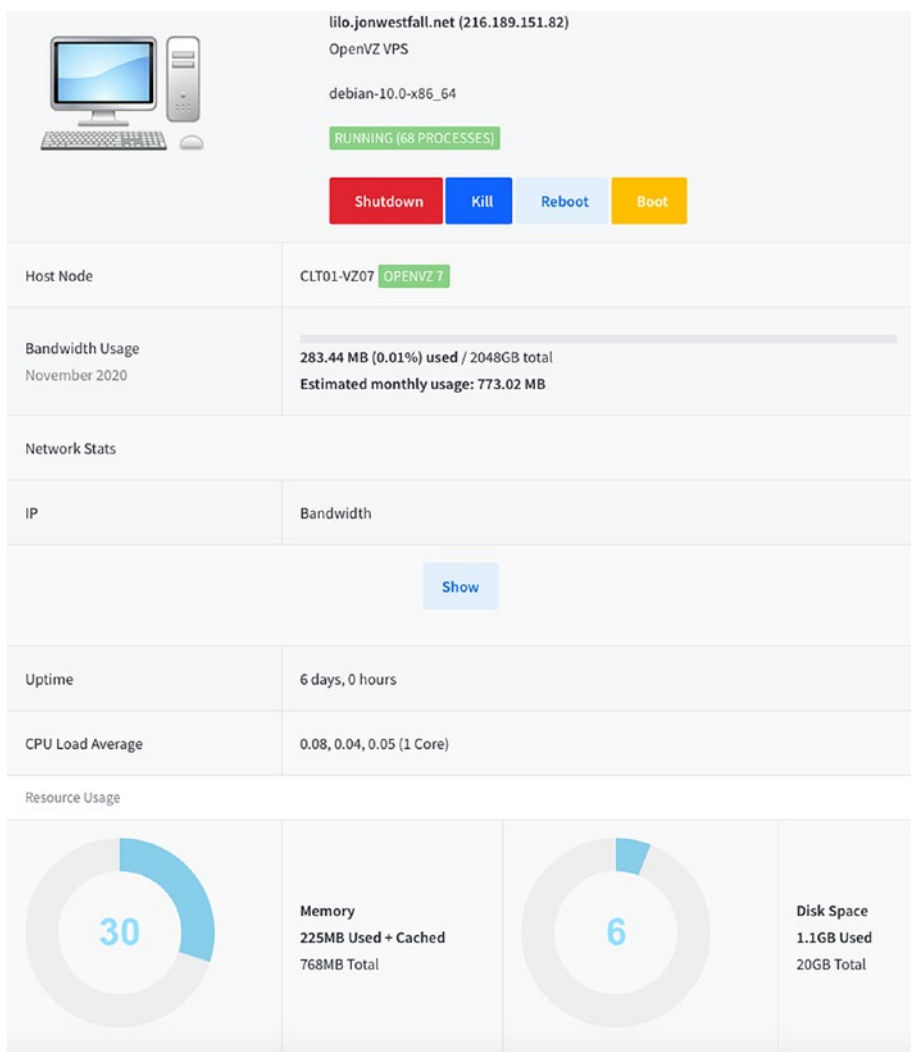 lilo.jonwestfall.net (216.189.151.82)
OpenVZ VPS
debian-10.0-x86_64
RUNNING (68 PROCESSES)
Shutdown Kill Reboot Boot
Host Node CLT01-VZ07 OPENVZ 7
Bandwidth Usage
November 2020
283.44 MB (0.01%) used / 2048GB total
Estimated monthly usage: 773.02 MB
Network Stats
IP Bandwidth
Show
Uptime 6 days, 0 hours
CPU Load Average 0.08, 0.04, 0.05 (1 Core)
Resource Usage
30
Memory
225MB Used + Cached
768MB Total
6
Disk Space
1.1GB Used
20GB Total